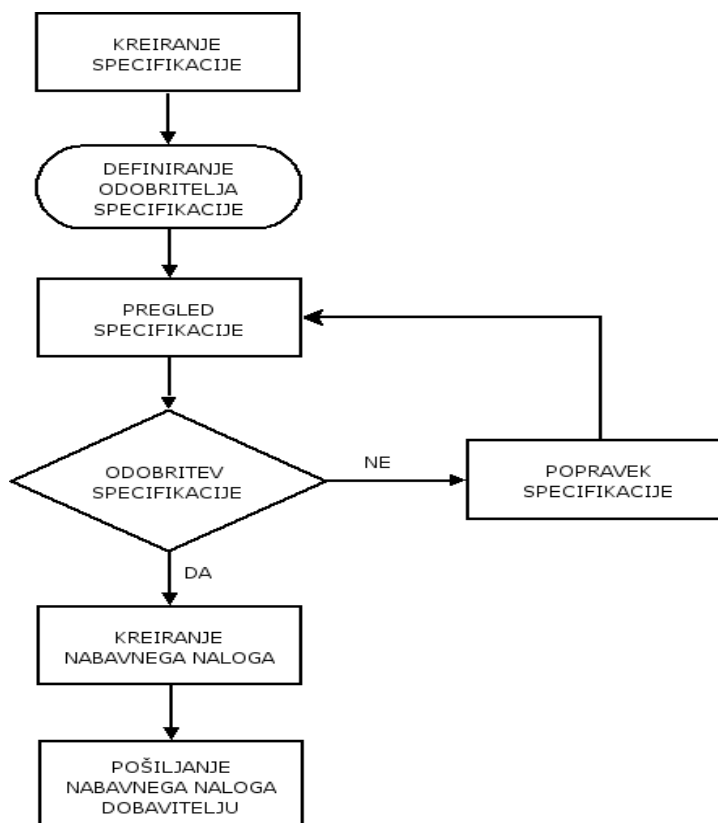 KREIRANJE
SPECIFIKACIJE
DEFINIRANJE
ODOBRITELJA
SPECIFIKACIJE
PREGLED
SPECIFIKACIJE
ODOBRITEV
SPECIFIKACIJE
NE
POPRAVEK
SPECIFIKACIJE
DA
KREIRANJE
NABAVNEGA NALOGA
POŠILJANJE
NABAVNEGA NALOGA
DOBAVITELJU